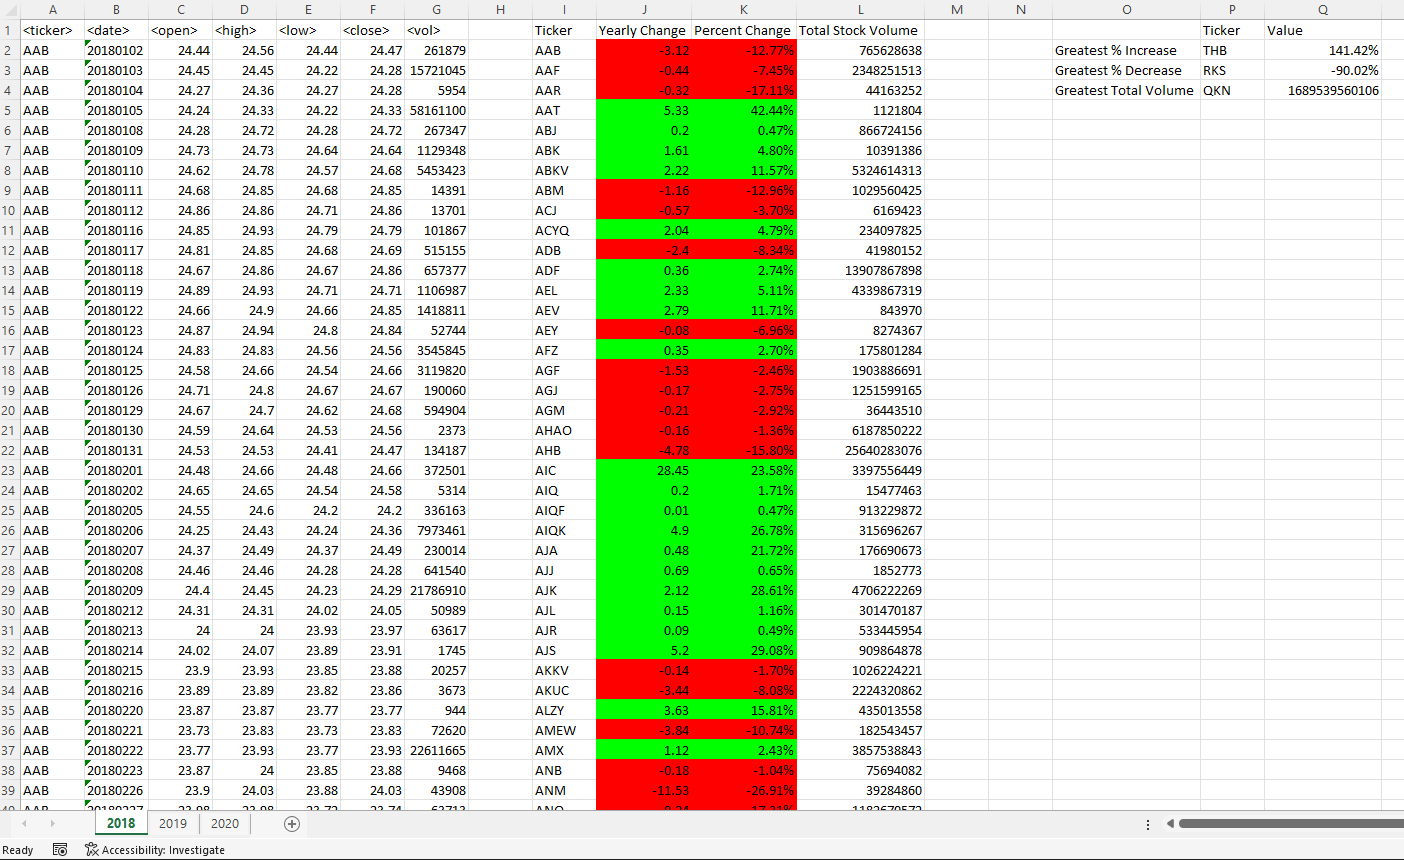 A B C D E F G H I J K L M N O P Q
1 <ticker> <date> <open> <high> <low> <close> <vol> Ticker Yearly Change Percent Change Total Stock Volume Ticker Value
2 AAB 20180102 24.44 24.56 24.44 24.47 261879 AAB -3.12 -12.77% 765628638 Greatest % Increase THB 141.42%
3 AAB 20180103 24.45 24.45 24.22 24.28 15721045 AAF -0.44 -7.45% 2348251513 Greatest % Decrease RKS -90.02%
4 AAB 20180104 24.27 24.36 24.27 24.28 5954 AAR -0.32 -17.11% 44163252 Greatest Total Volume QKN 1689539560106
5 AAB 20180105 24.24 24.33 24.22 24.33 58161100 AAT 5.33 42.44% 1121804
6 AAB 20180108 24.28 24.72 24.28 24.72 267347 ABJ 0.2 0.47% 866724156
7 AAB 20180109 24.73 24.73 24.64 24.64 1129348 ABK 1.61 4.80% 10391386
8 AAB 20180110 24.62 24.78 24.57 24.68 5453423 ABKV 2.22 11.57% 5324614313
9 AAB 20180111 24.68 24.85 24.68 24.85 14391 ABM -1.16 -12.96% 1029560425
10 AAB 20180112 24.86 24.86 24.71 24.86 13701 ACJ -0.57 -3.70% 6169423
11 AAB 20180116 24.85 24.93 24.79 24.79 101867 ACYQ 2.04 4.79% 234097825
12 AAB 20180117 24.81 24.85 24.68 24.69 515155 ADB -2.4 -8.34% 41980152
13 AAB 20180118 24.67 24.86 24.67 24.86 657377 ADF 0.36 2.74% 13907867898
14 AAB 20180119 24.89 24.93 24.71 24.71 1106987 AEL 2.33 5.11% 4339867319
15 AAB 20180122 24.66 24.9 24.66 24.85 1418811 AEV 2.79 11.71% 843970
16 AAB 20180123 24.87 24.94 24.8 24.84 52744 AEY -0.08 -6.96% 8274367
17 AAB 20180124 24.83 24.83 24.56 24.56 3545845 AFZ 0.35 2.70% 175801284
18 AAB 20180125 24.58 24.66 24.54 24.66 3119820 AGF -1.53 -2.46% 1903886691
19 AAB 20180126 24.71 24.8 24.67 24.67 190060 AGJ -0.17 -2.75% 1251599165
20 AAB 20180129 24.67 24.7 24.62 24.68 594904 AGM -0.21 -2.92% 36443510
21 AAB 20180130 24.59 24.64 24.53 24.56 2373 AHAO -0.16 -1.36% 6187850222
22 AAB 20180131 24.53 24.53 24.41 24.47 134187 AHB -4.78 -15.80% 25640283076
23 AAB 20180201 24.48 24.66 24.48 24.66 372501 AIC 28.45 23.58% 3397556449
24 AAB 20180202 24.65 24.65 24.54 24.58 5314 AIQ 0.2 1.71% 15477463
25 AAB 20180205 24.55 24.6 24.2 24.2 336163 AIQF 0.01 0.47% 913229872
26 AAB 20180206 24.25 24.43 24.24 24.36 7973461 AIQK 4.9 26.78% 315696267
27 AAB 20180207 24.37 24.49 24.37 24.49 230014 AJA 0.48 21.72% 176690673
28 AAB 20180208 24.46 24.46 24.28 24.28 641540 AJJ 0.69 0.65% 1852773
29 AAB 20180209 24.4 24.45 24.23 24.29 21786910 AJK 2.12 28.61% 4706222269
30 AAB 20180212 24.31 24.31 24.02 24.05 50989 AJL 0.15 1.16% 301470187
31 AAB 20180213 24 24 23.93 23.97 63617 AJR 0.09 0.49% 533445954
32 AAB 20180214 24.02 24.07 23.89 23.91 1745 AJS 5.2 29.08% 909864878
33 AAB 20180215 23.9 23.93 23.85 23.88 20257 AKKV -0.14 -1.70% 1026224221
34 AAB 20180216 23.89 23.89 23.82 23.86 3673 AKUC -3.44 -8.08% 2224320862
35 AAB 20180220 23.87 23.87 23.77 23.77 944 ALZY 3.63 15.81% 435013558
36 AAB 20180221 23.73 23.83 23.73 23.83 72620 AMEW -3.84 -10.74% 182543457
37 AAB 20180222 23.77 23.93 23.77 23.93 22611665 AMX 1.12 2.43% 3857538843
38 AAB 20180223 23.87 24 23.85 23.88 9468 ANB -0.18 -1.04% 75694082
39 AAB 20180226 23.9 24.03 23.88 24.03 43908 ANM -11.53 -26.91% 39284860
2018 2019 2020
Ready Accessibility: Investigate